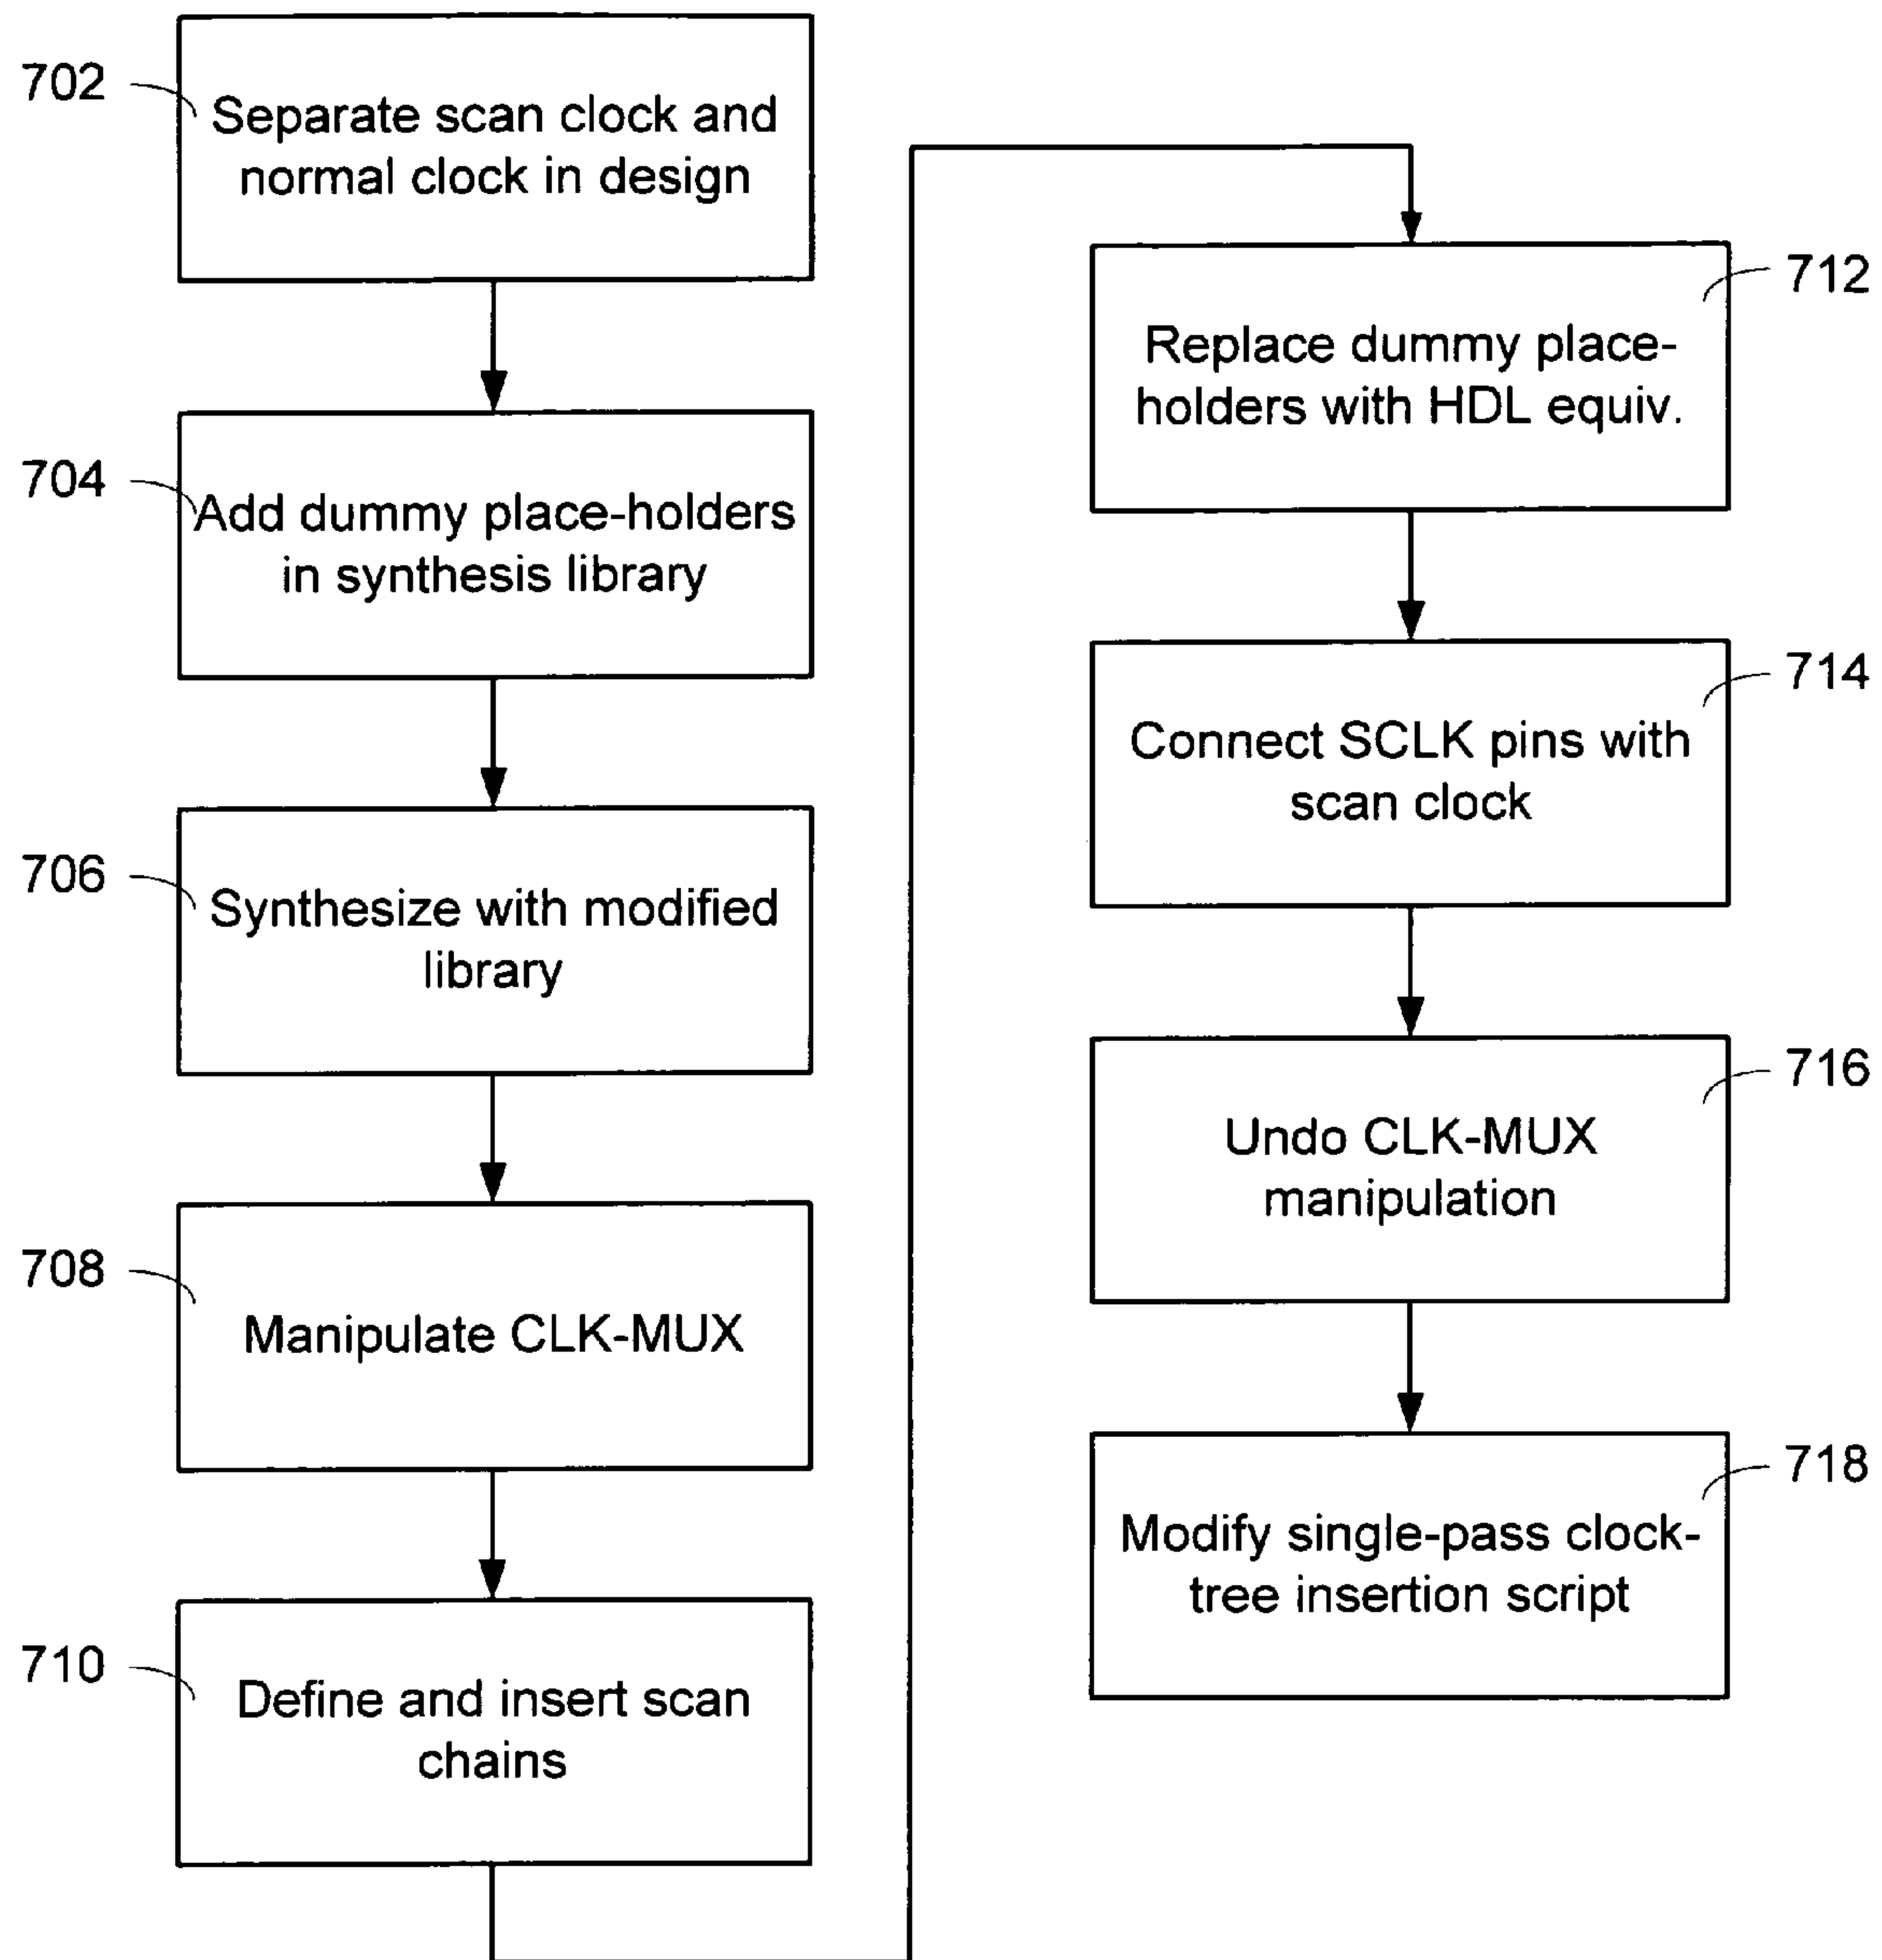 702
Separate scan clock and
normal clock in design
704
Add dummy place-holders
in synthesis library
706
Synthesize with modified
library
708
Manipulate CLK-MUX
710
Define and insert scan
chains
712
Replace dummy place-
holders with HDL equiv.
714
Connect SCLK pins with
scan clock
716
Undo CLK-MUX
manipulation
718
Modify single-pass clock-
tree insertion script